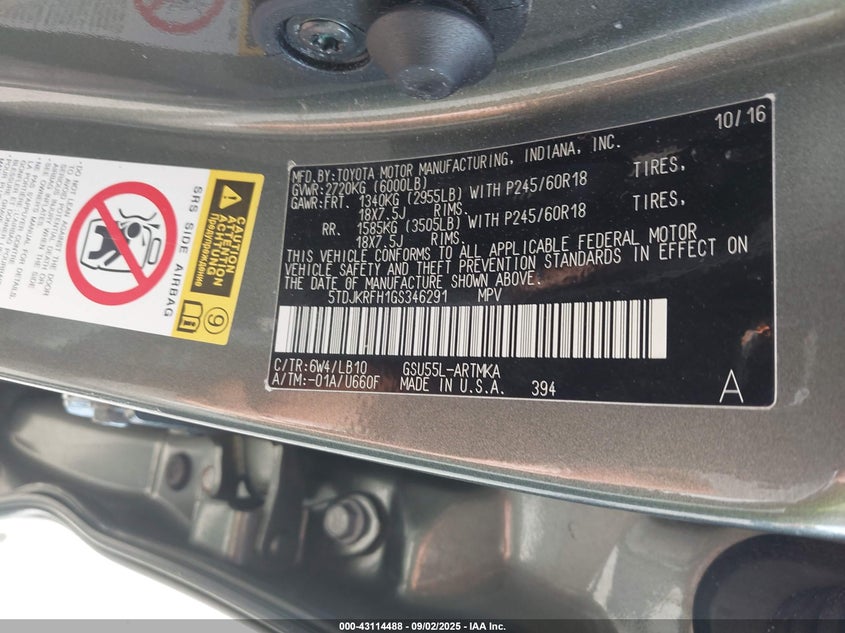 10/16
MFD.BY:TOYOTA MOTOR MANUFACTURING, INDIANA, INC.
GVWR:2720KG (6000LB)
GAWR:FRT. 1340KG (2955LB) WITH P245/60R18 TIRES,
18X7.5J RIMS.
RR. 1585KG (3505LB) WITH P245/60R18 TIRES,
18X7.5J RIMS.
THIS VEHICLE CONFORMS TO ALL APPLICABLE FEDERAL MOTOR
VEHICLE SAFETY AND THEFT PREVENTION STANDARDS IN EFFECT ON
THE DATE OF MANUFACTURE SHOWN ABOVE.
5TDJKRFH1GS346291 MPV
C/TR:6W4/LB10 GSU55L-ARTMKA
A/TM:-01A/U660F MADE IN U.S.A. 394
A
SRS SIDE AIRBAG
CAUTION
ATTENTION
ACHTUNG
Предупреждение
000-43114488 - 09/02/2025 - IAA Inc.